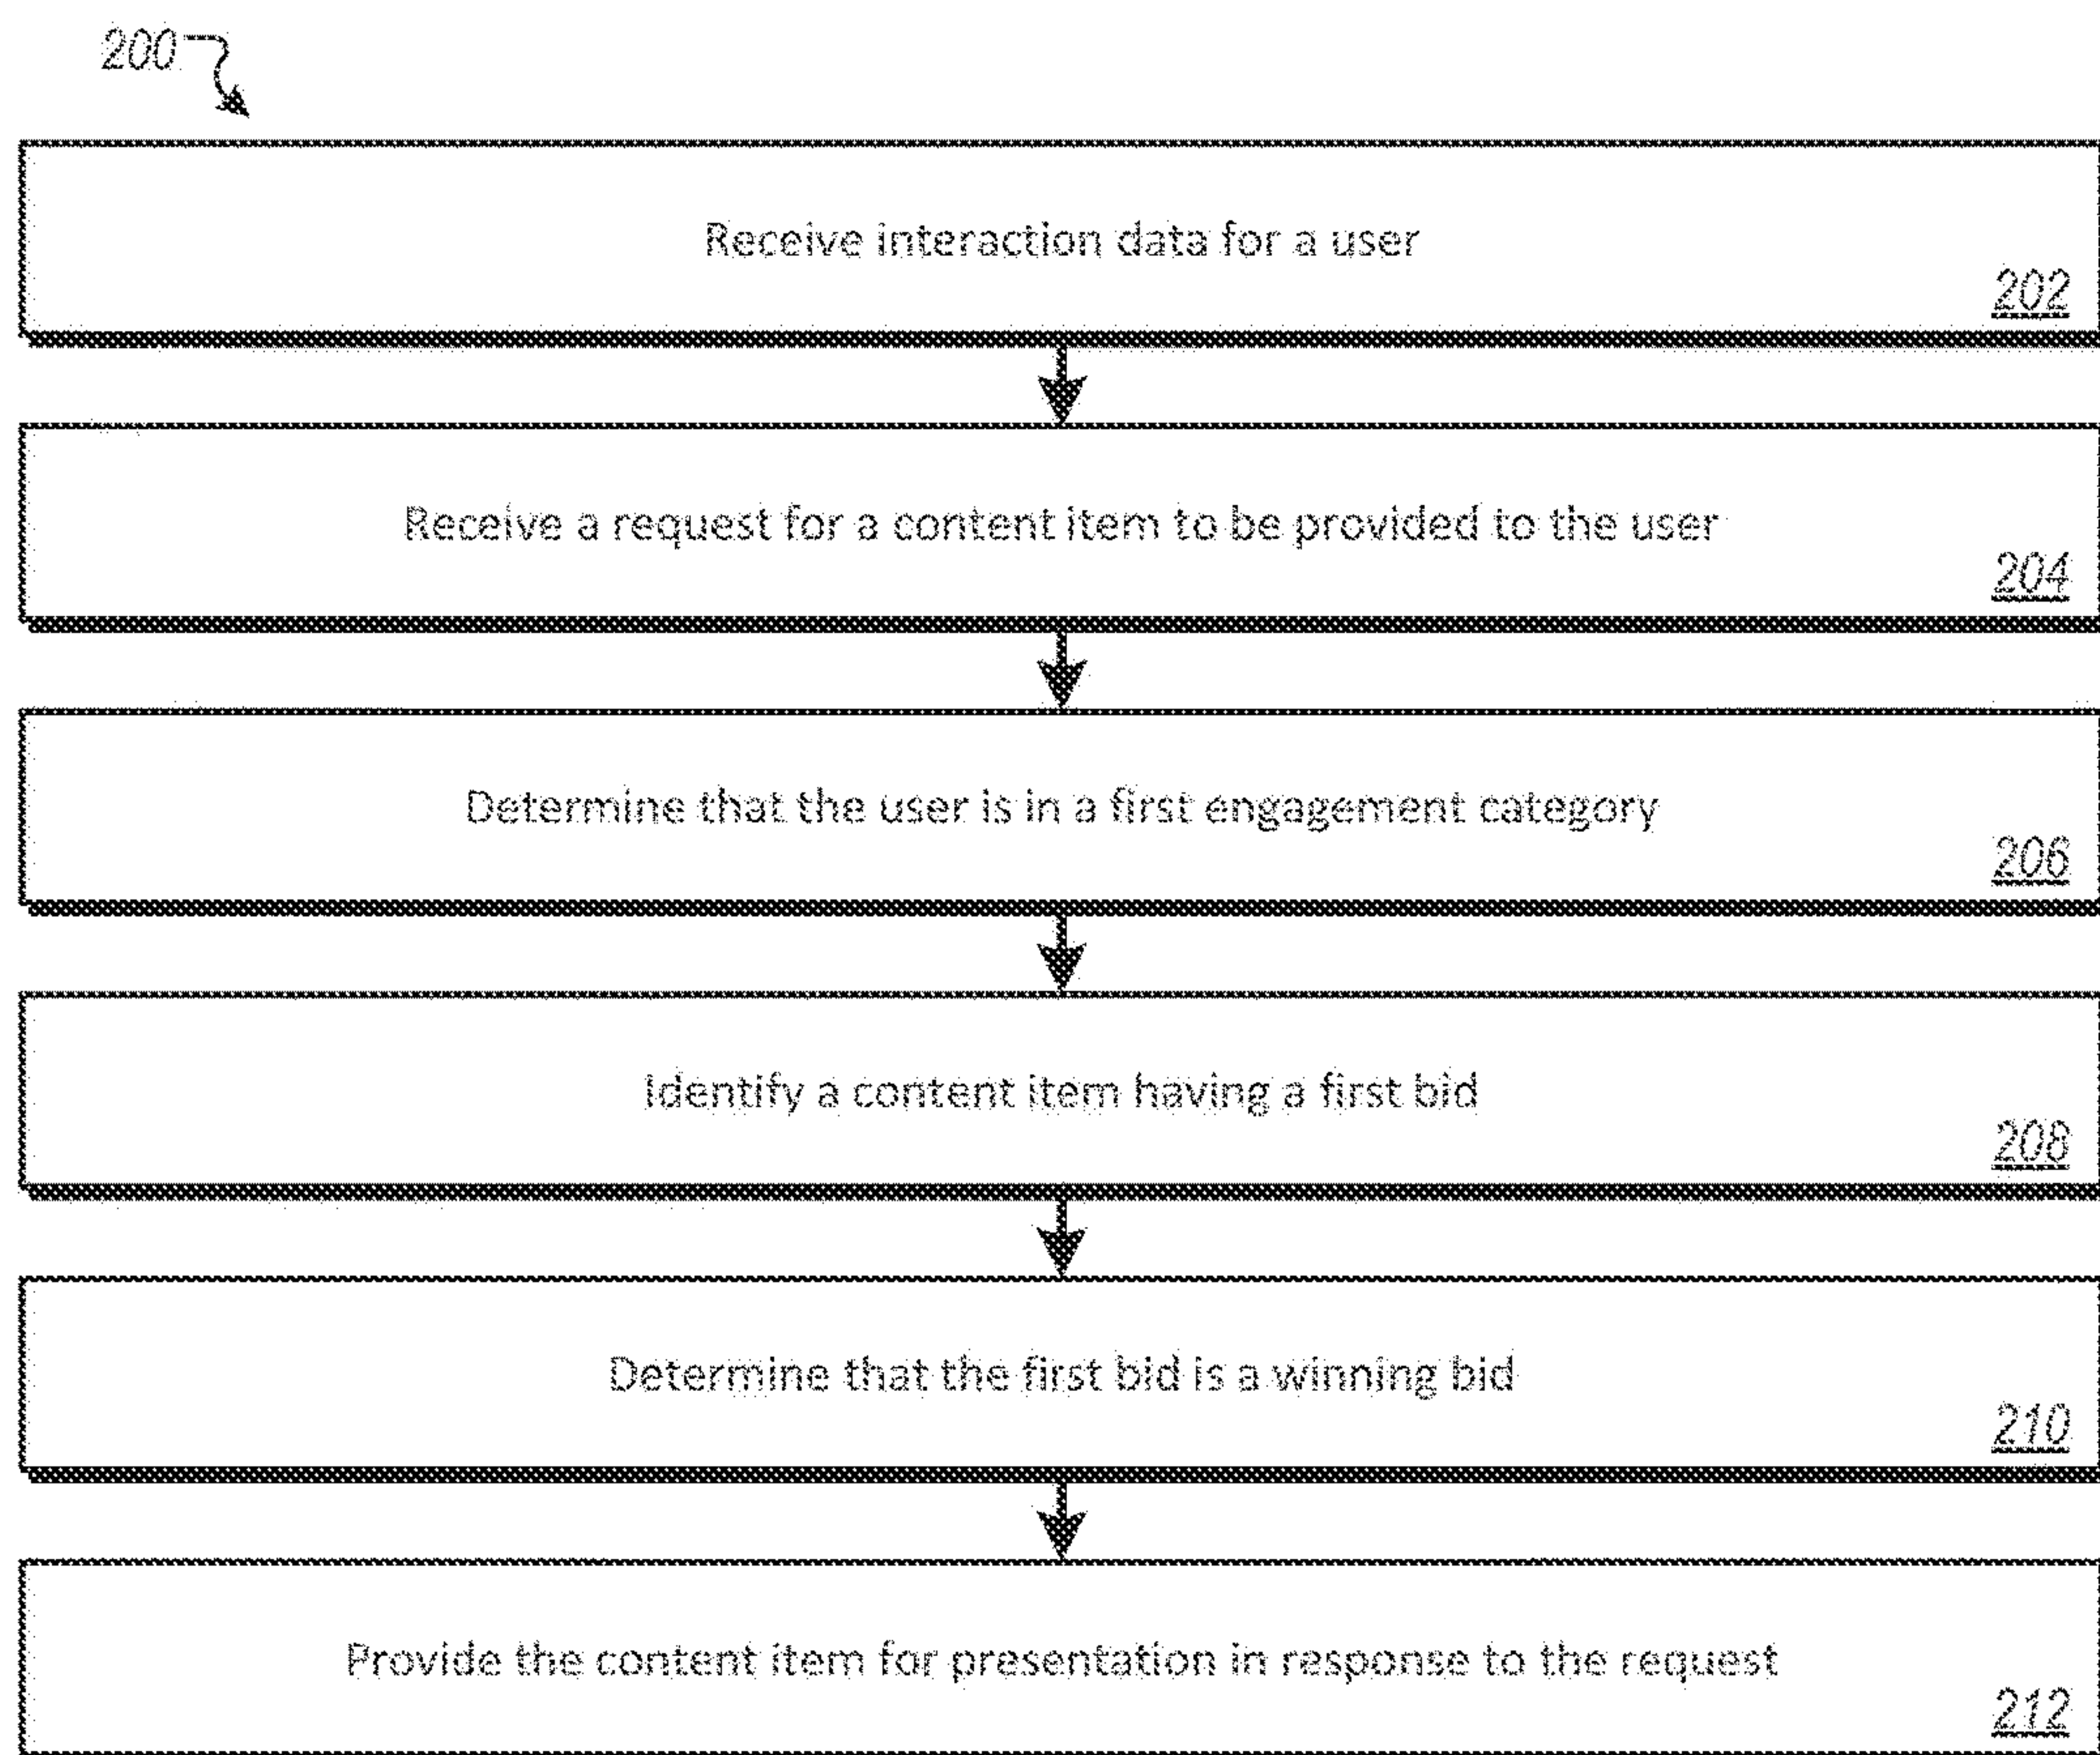 200
Receive interaction data for a user
202
Receive a request for a content item to be provided to the user
204
Determine that the user is in a first engagement category
206
Identify a content item having a first bid
208
Determine that the first bid is a winning bid
210
Provide the content item for presentation in response to the request
212